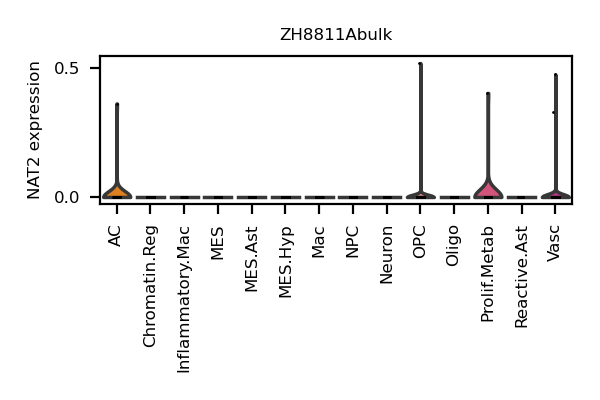 ZH8811Abulk
NAT2 expression
0.5
0.0
AC
Chromatin.Reg
Inflammatory.Mac
MES
MES.Ast
MES.Hyp
Mac
NPC
Neuron
OPC
Oligo
Prolif.Metab
Reactive.Ast
Vasc